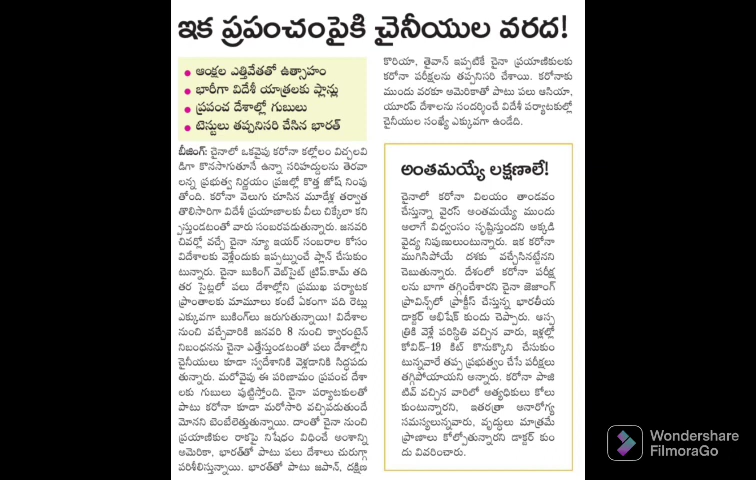 ఇక ప్రపంచంపైకి చైనీయుల వరద!
• ఆంక్షల ఎత్తివేతతో ఉత్సాహం
• భారీగా విదేశీ యాత్రలకు ప్లాన్లు
• ప్రపంచ దేశాల్లో గుబులు
• టెస్టులు తప్పనిసరి చేసిన భారత్
బీజింగ్: చైనాలో ఒకవైపు కరోనా కల్లోలం విచ్చలవి
డిగా కొనసాగుతూనే ఉన్నా సరిహద్దులను తెరవా
లన్న ప్రభుత్వ నిర్ణయం ప్రజల్లో కొత్త జోష్ నింపు
తోంది. కరోనా వెలుగు చూసిన మూడేళ్ల తర్వాత
తొలిసారిగా విదేశీ ప్రయాణాలకు వీలు చిక్కేలా కని
్పిస్తుండటంతో వారు సంబరపడుతున్నారు. జనవరి
చివర్లో వచ్చే చైనా న్యూ ఇయర్ సంబరాల కోసం
విదేశాలకు వెళ్లేందుకు ఇప్పట్నుంచే ప్లాన్ చేసుకుం
టున్నారు. చైనా బుకింగ్ వెబ్‌సైట్ ట్రిప్.కామ్ తది
తర సైట్లలో పలు దేశాల్లోని ప్రముఖ పర్యాటక
ప్రాంతాలకు మామూలు కంటే ఏకంగా పది రెట్లు
ఎక్కువగా బుకింగ్‌లు జరుగుతున్నాయి! విదేశాల
నుంచి వచ్చేవారికి జనవరి 8 నుంచి క్వారంటైన్
నిబంధనను చైనా ఎత్తేస్తుండటంతో పలు దేశాల్లోని
చైనీయులు కూడా స్వదేశానికి వెళ్లడానికి సిద్ధపడు
తున్నారు. మరోవైపు ఈ పరిణామం ప్రపంచ దేశా
లకు గుబులు పుట్టిస్తోంది. చైనా పర్యాటకులతో
పాటు కరోనా కూడా మరోసారి వచ్చిపడుతుందే
మోనని బెంబేలెత్తుతున్నాయి. దాంతో చైనా నుంచి
ప్రయాణికుల రాకపై నిషేధం విధించే అంశాన్ని
అమెరికా, భారత్‌తో పాటు పలు దేశాలు చురుగ్గా
పరిశీలిస్తున్నాయి. భారత్‌తో పాటు జపాన్, దక్షిణ
కొరియా, తైవాన్ ఇప్పటికే చైనా ప్రయాణికులకు
కరోనా పరీక్షలను తప్పనిసరి చేశాయి. కరోనాకు
ముందు వరకూ అమెరికాతో పాటు పలు ఆసియా,
యూరప్ దేశాలను సందర్శించే విదేశీ పర్యాటకుల్లో
చైనీయుల సంఖ్యే ఎక్కువగా ఉండేది.
అంతమయ్యే లక్షణాలే!
చైనాలో కరోనా విలయం తాండవం
చేస్తున్నా వైరస్ అంతమయ్యే ముందు
అలాగే విధ్వంసం సృష్టిస్తుందని అక్కడి
వైద్య నిపుణులంటున్నారు. ఇక కరోనా
ముగిసిపోయే దశకు వచ్చేసినట్టేనని
చెబుతున్నారు. దేశంలో కరోనా పరీక్ష
లను బాగా తగ్గించేశారని చైనా జెజాంగ్
ప్రావిన్స్‌లో ప్రాక్టీస్ చేస్తున్న భారతీయ
డాక్టర్ అభిషేక్ కుందు చెప్పారు. ఆస్ప
త్రికి వెళ్లే పరిస్థితి వచ్చిన వారు, ఇళ్లల్లో
కోవిడ్-19 కిట్ కొనుక్కొని చేసుకుం
టున్నవారే తప్ప ప్రభుత్వం చేసే పరీక్షలు
తగ్గిపోయాయని అన్నారు. కరోనా పాజి
టివ్ వచ్చిన వారిలో అత్యధికులు కోలు
కుంటున్నారని, ఇతరత్రా అనారోగ్య
సమస్యలున్నవారు, వృద్ధులు మాత్రమే
ప్రాణాలు కోల్పోతున్నారని డాక్టర్ కుం
దు వివరించారు.
Wondershare
FilmoraGo